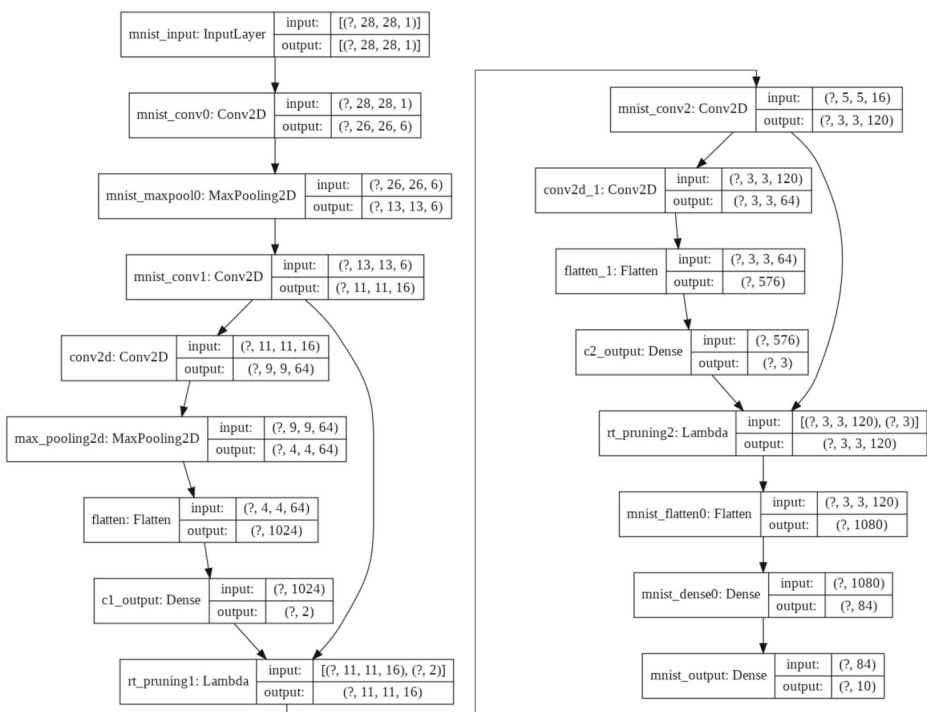 mnist_input: InputLayer
input: [(?, 28, 28, 1)]
output: [(?, 28, 28, 1)]
mnist_conv0: Conv2D
input: (?, 28, 28, 1)
output: (?, 26, 26, 6)
mnist_maxpool0: MaxPooling2D
input: (?, 26, 26, 6)
output: (?, 13, 13, 6)
mnist_conv1: Conv2D
input: (?, 13, 13, 6)
output: (?, 11, 11, 16)
conv2d: Conv2D
input: (?, 11, 11, 16)
output: (?, 9, 9, 64)
max_pooling2d: MaxPooling2D
input: (?, 9, 9, 64)
output: (?, 4, 4, 64)
flatten: Flatten
input: (?, 4, 4, 64)
output: (?, 1024)
c1_output: Dense
input: (?, 1024)
output: (?, 2)
rt_pruning1: Lambda
input: [(?, 11, 11, 16), (?, 2)]
output: (?, 11, 11, 16)
mnist_conv2: Conv2D
input: (?, 5, 5, 16)
output: (?, 3, 3, 120)
conv2d_1: Conv2D
input: (?, 3, 3, 120)
output: (?, 3, 3, 64)
flatten_1: Flatten
input: (?, 3, 3, 64)
output: (?, 576)
c2_output: Dense
input: (?, 576)
output: (?, 3)
rt_pruning2: Lambda
input: [(?, 3, 3, 120), (?, 3)]
output: (?, 3, 3, 120)
mnist_flatten0: Flatten
input: (?, 3, 3, 120)
output: (?, 1080)
mnist_dense0: Dense
input: (?, 1080)
output: (?, 84)
mnist_output: Dense
input: (?, 84)
output: (?, 10)